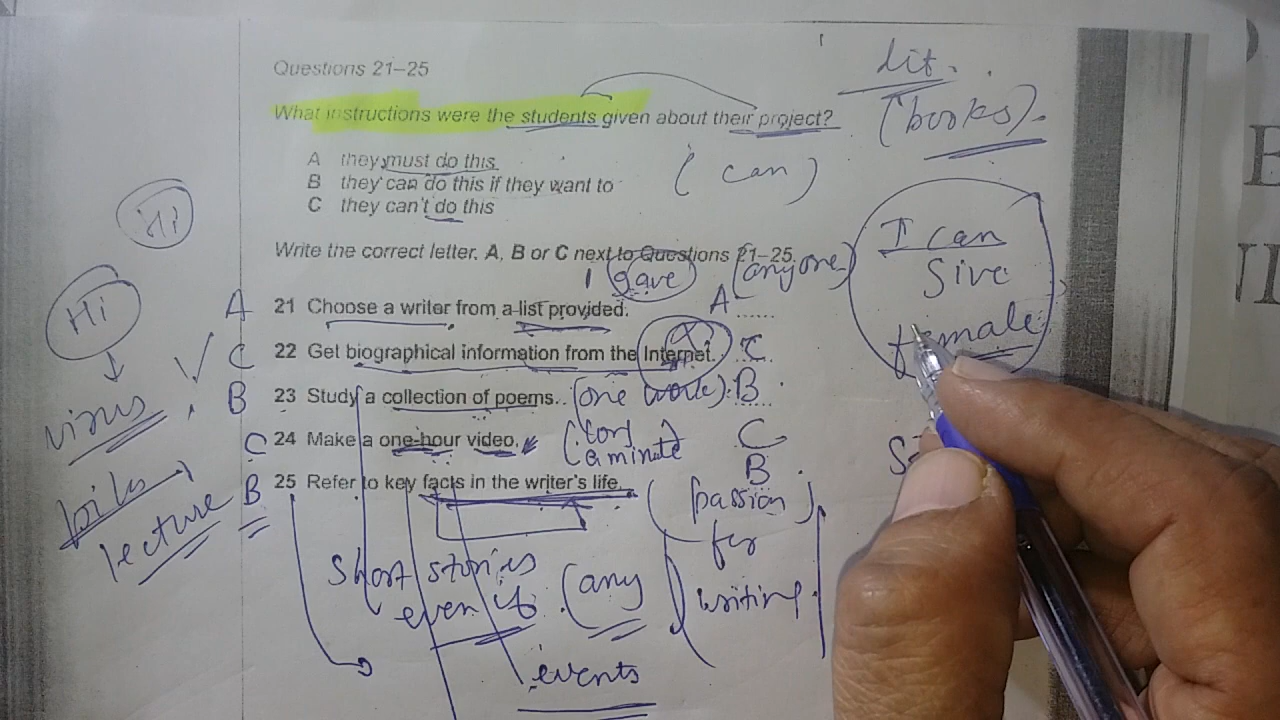 lit.
(books).
Questions 21–25
What instructions were the students given about their project?
A they must do this
B they can do this if they want to
C they can't do this
(can)
Hi
I can
Sive
female
Write the correct letter, A, B or C next to Questions 21–25.
gave (anyone)
Hi
A 21 Choose a writer from a list provided. A ......
C 22 Get biographical information from the Internet. C
B 23 Study a collection of poems. (one work). B
C 24 Make a one-hour video. C
B 25 Refer to key facts in the writer's life. B
virus
lecture
(passion)
for
writing.
short stories
even if (any
events